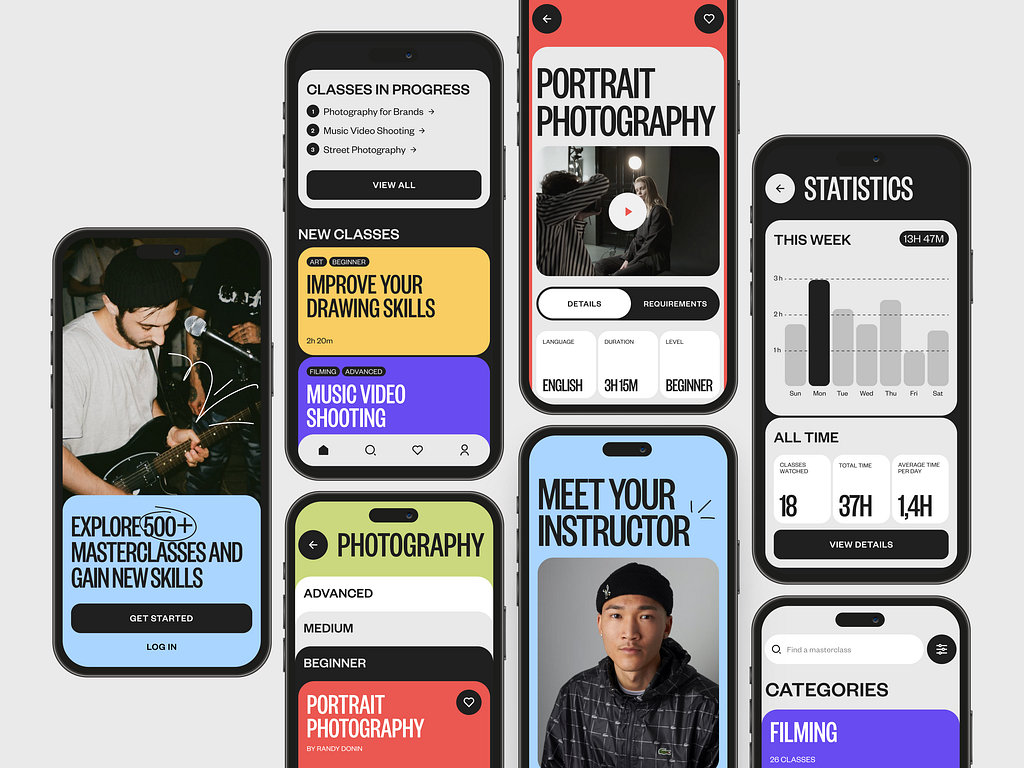 EXPLORE 500+
MASTERCLASSES AND
GAIN NEW SKILLS
GET STARTED
LOG IN
CLASSES IN PROGRESS
1 Photography for Brands →
2 Music Video Shooting →
3 Street Photography →
VIEW ALL
NEW CLASSES
ART BEGINNER
IMPROVE YOUR
DRAWING SKILLS
2h 20m
FILMING ADVANCED
MUSIC VIDEO
SHOOTING
PHOTOGRAPHY
ADVANCED
MEDIUM
BEGINNER
PORTRAIT
PHOTOGRAPHY
BY RANDY DONIN
PORTRAIT
PHOTOGRAPHY
DETAILS REQUIREMENTS
LANGUAGE DURATION LEVEL
ENGLISH 3H 15M BEGINNER
MEET YOUR
INSTRUCTOR
STATISTICS
THIS WEEK 13H 47M
3h
2h
1h
Sun Mon Tue Wed Thu Fri Sat
ALL TIME
CLASSES WATCHED
18
TOTAL TIME
37H
AVERAGE TIME PER DAY
1,4H
VIEW DETAILS
Find a masterclass
CATEGORIES
FILMING
26 CLASSES